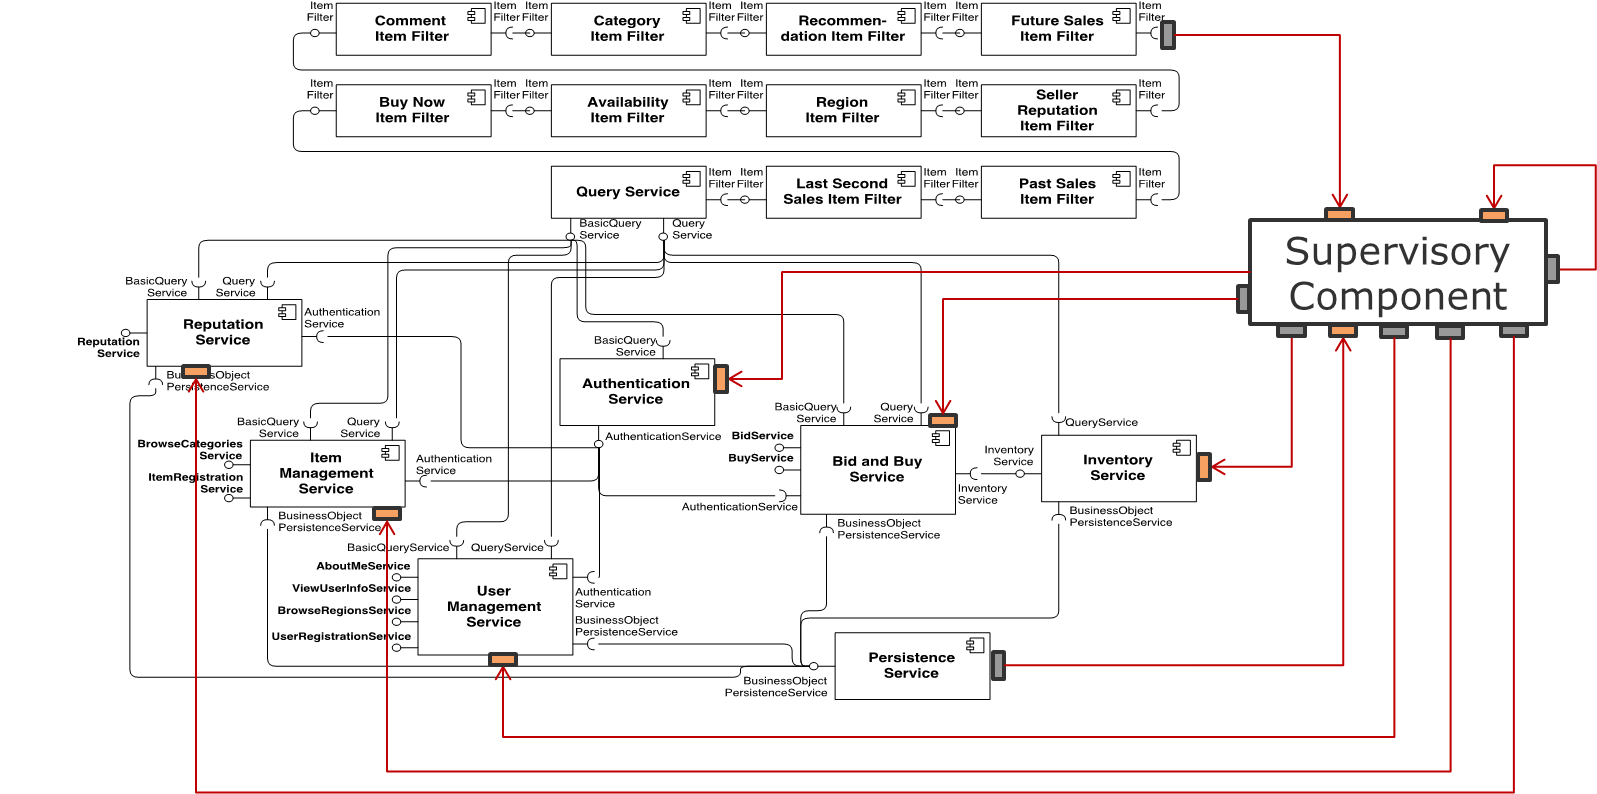 Item
Filter
Comment
Item Filter
Item
Filter
Item
Filter
Category
Item Filter
Item
Filter
Item
Filter
Recommen-
dation Item Filter
Item
Filter
Item
Filter
Future Sales
Item Filter
Item
Filter
Item
Filter
Buy Now
Item Filter
Item
Filter
Item
Filter
Availability
Item Filter
Item
Filter
Item
Filter
Region
Item Filter
Item
Filter
Item
Filter
Seller
Reputation
Item Filter
Item
Filter
Query Service
Item
Filter
Item
Filter
Last Second
Sales Item Filter
Item
Filter
Item
Filter
Past Sales
Item Filter
Item
Filter
BasicQuery
Service
Query
Service
Supervisory
Component
BasicQuery
Service
Query
Service
Reputation
Service
Authentication
Service
Reputation
Service
BusinessObject
PersistenceService
BasicQuery
Service
Authentication
Service
AuthenticationService
BasicQuery
Service
Query
Service
BrowseCategories
Service
ItemRegistration
Service
Item
Management
Service
Authentication
Service
BusinessObject
PersistenceService
BasicQuery
Service
Query
Service
BidService
BuyService
Bid and Buy
Service
AuthenticationService
Inventory
Service
Inventory
Service
QueryService
Inventory
Service
BusinessObject
PersistenceService
BusinessObject
PersistenceService
BasicQueryService
QueryService
AboutMeService
ViewUserInfoService
BrowseRegionsService
UserRegistrationService
User
Management
Service
Authentication
Service
BusinessObject
PersistenceService
Persistence
Service
BusinessObject
PersistenceService